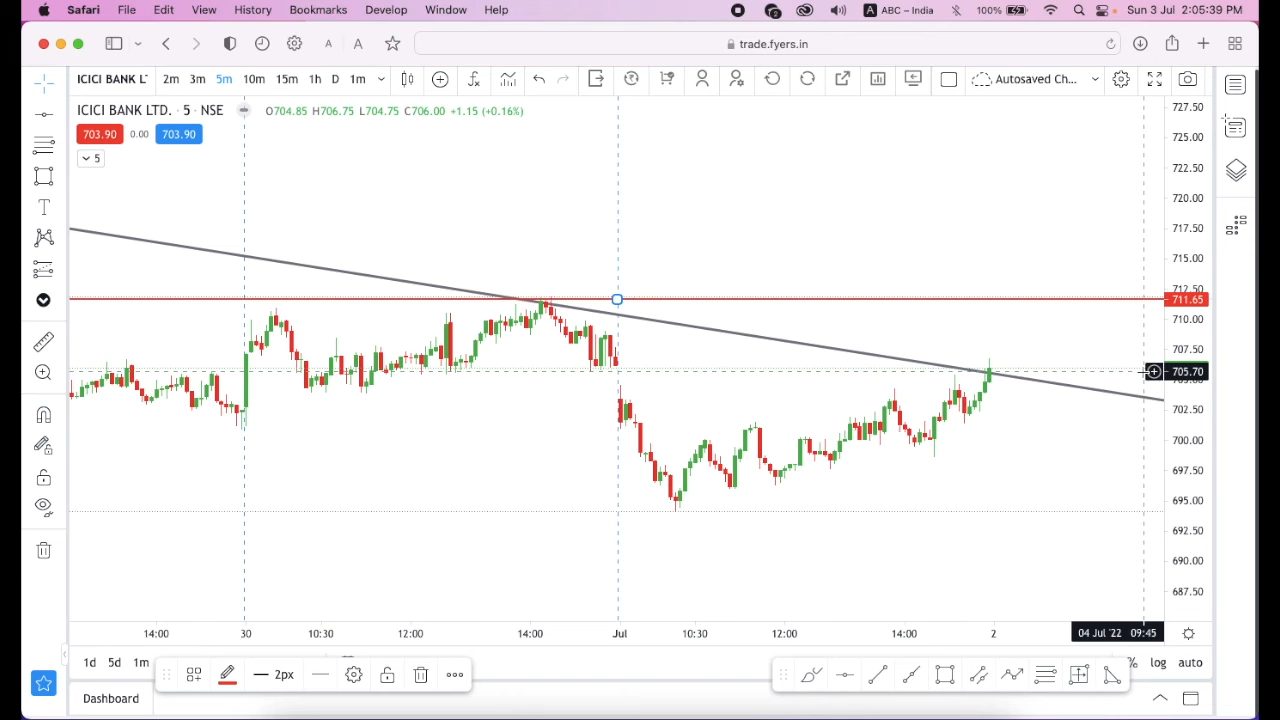 Safari File Edit View History Bookmarks Develop Window Help 2 A ABC – India 100% Sun 3 Jul 2:05:39 PM
A A trade.fyers.in
ICICI BANK L 2m 3m 5m 10m 15m 1h D 1m Autosaved Ch...
ICICI BANK LTD. · 5 · NSE O704.85 H706.75 L704.75 C706.00 +1.15 (+0.16%)
703.90 0.00 703.90
5
727.50
725.00
722.50
720.00
717.50
715.00
712.50
711.65
710.00
707.50
705.70
702.50
700.00
697.50
695.00
692.50
690.00
687.50
14:00 30 10:30 12:00 14:00 Jul 10:30 12:00 14:00 2 04 Jul '22 09:45
1d 5d 1m 2px % log auto
Dashboard